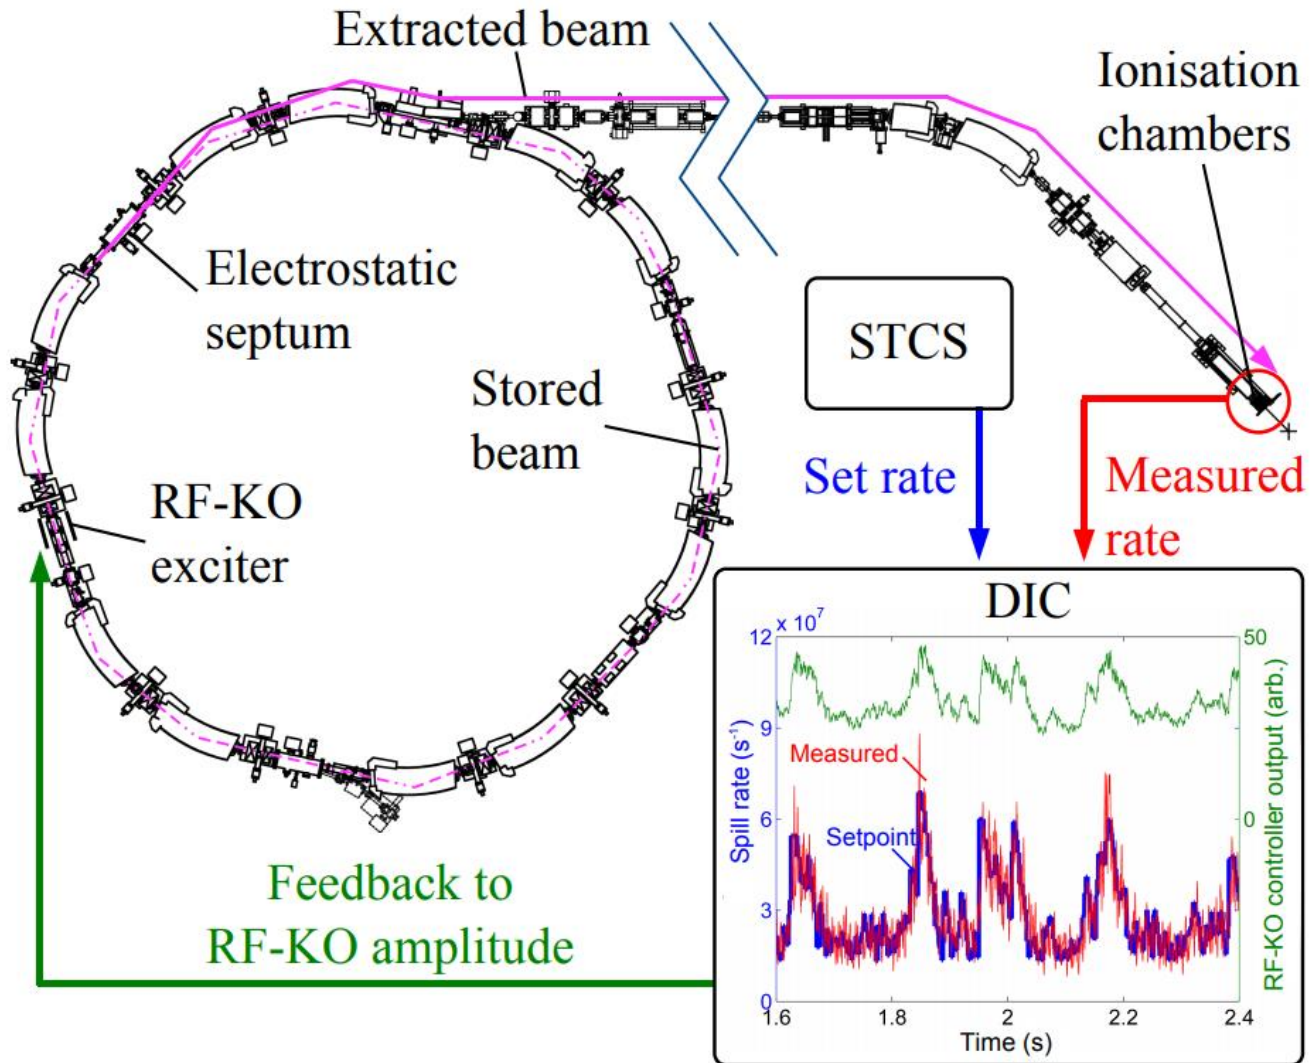 Extracted beam
Ionisation
chambers
Electrostatic
septum
STCS
Stored
beam
Set rate
Measured
rate
RF-KO
exciter
DIC
12 × 10⁷
9
6
3
0
Spill rate (s⁻¹)
50
0
RF-KO controller output (arb.)
Measured
Setpoint
1.6
1.8
2
2.2
2.4
Time (s)
Feedback to
RF-KO amplitude